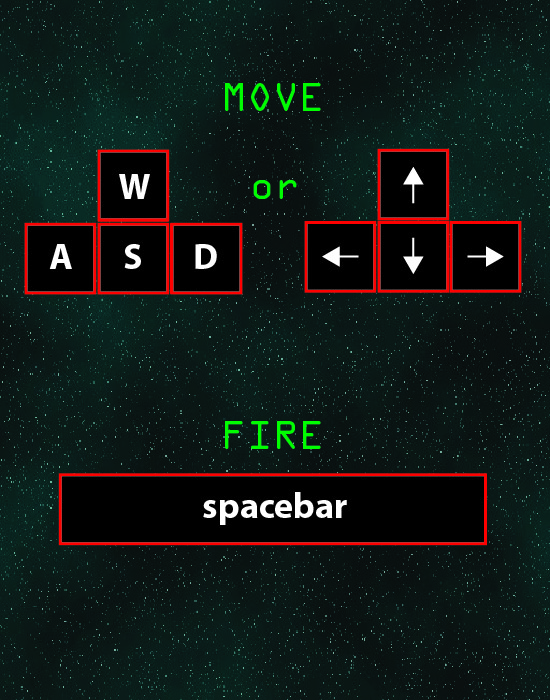 MOVE
W or ↑
A S D ← ↓ →
FIRE
spacebar